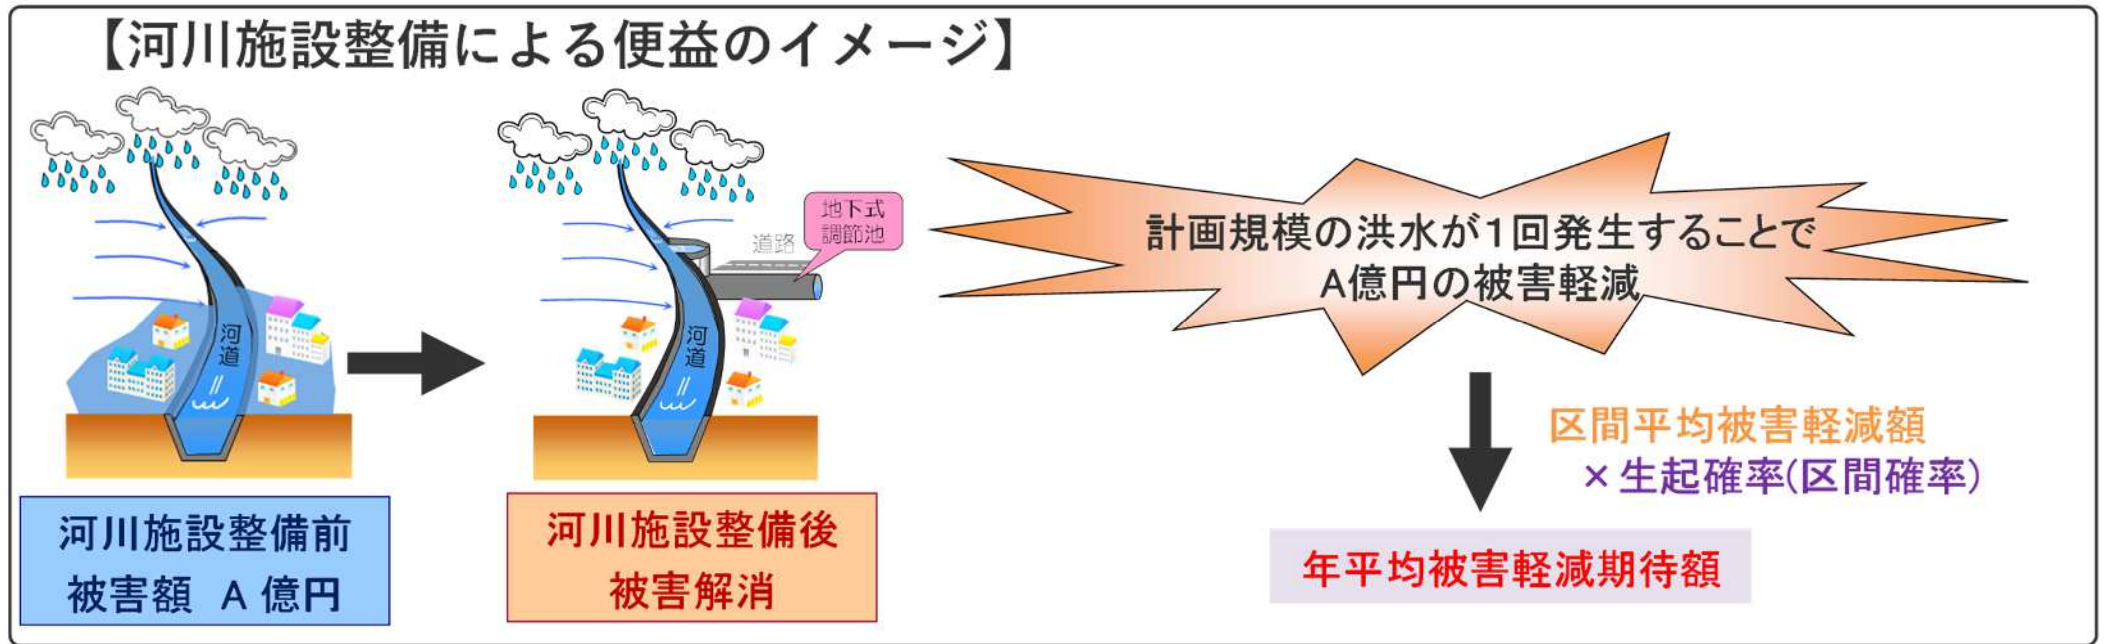 【河川施設整備による便益のイメージ】
道路
地下式
調節池
河道
河道
河川施設整備前
被害額 A 億円
河川施設整備後
被害解消
計画規模の洪水が1回発生することで
A億円の被害軽減
区間平均被害軽減額
×生起確率(区間確率)
年平均被害軽減期待額